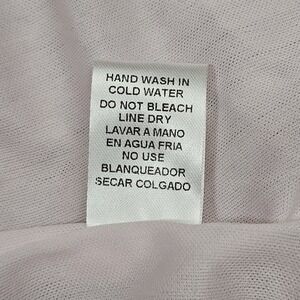 HAND WASH IN
COLD WATER
DO NOT BLEACH
LINE DRY
LAVAR A MANO
EN AGUA FRIA
NO USE
BLANQUEADOR
SECAR COLGADO